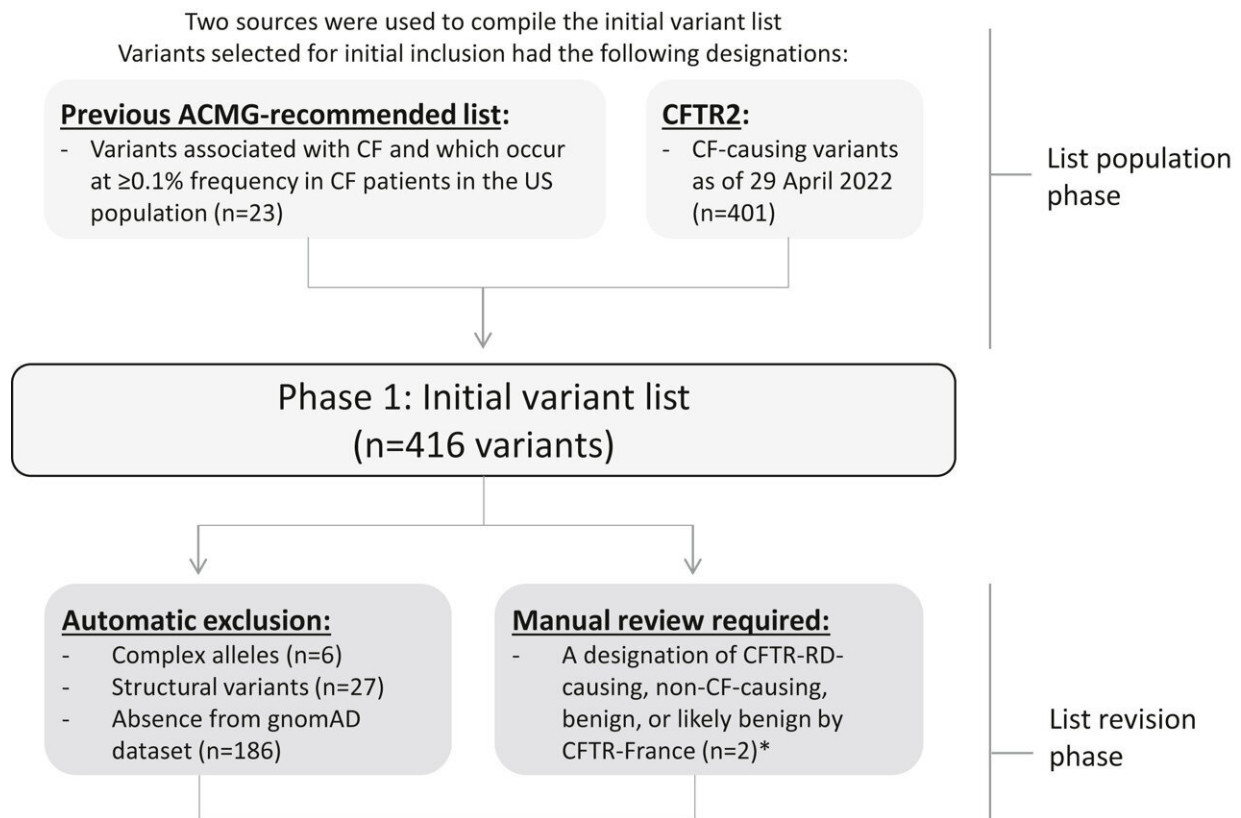 Two sources were used to compile the initial variant list
Variants selected for initial inclusion had the following designations:
Previous ACMG-recommended list:
- Variants associated with CF and which occur
at ≥0.1% frequency in CF patients in the US
population (n=23)
CFTR2:
- CF-causing variants
as of 29 April 2022
(n=401)
List population
phase
Phase 1: Initial variant list
(n=416 variants)
Automatic exclusion:
- Complex alleles (n=6)
- Structural variants (n=27)
- Absence from gnomAD
dataset (n=186)
Manual review required:
- A designation of CFTR-RD-
causing, non-CF-causing,
benign, or likely benign by
CFTR-France (n=2)*
List revision
phase